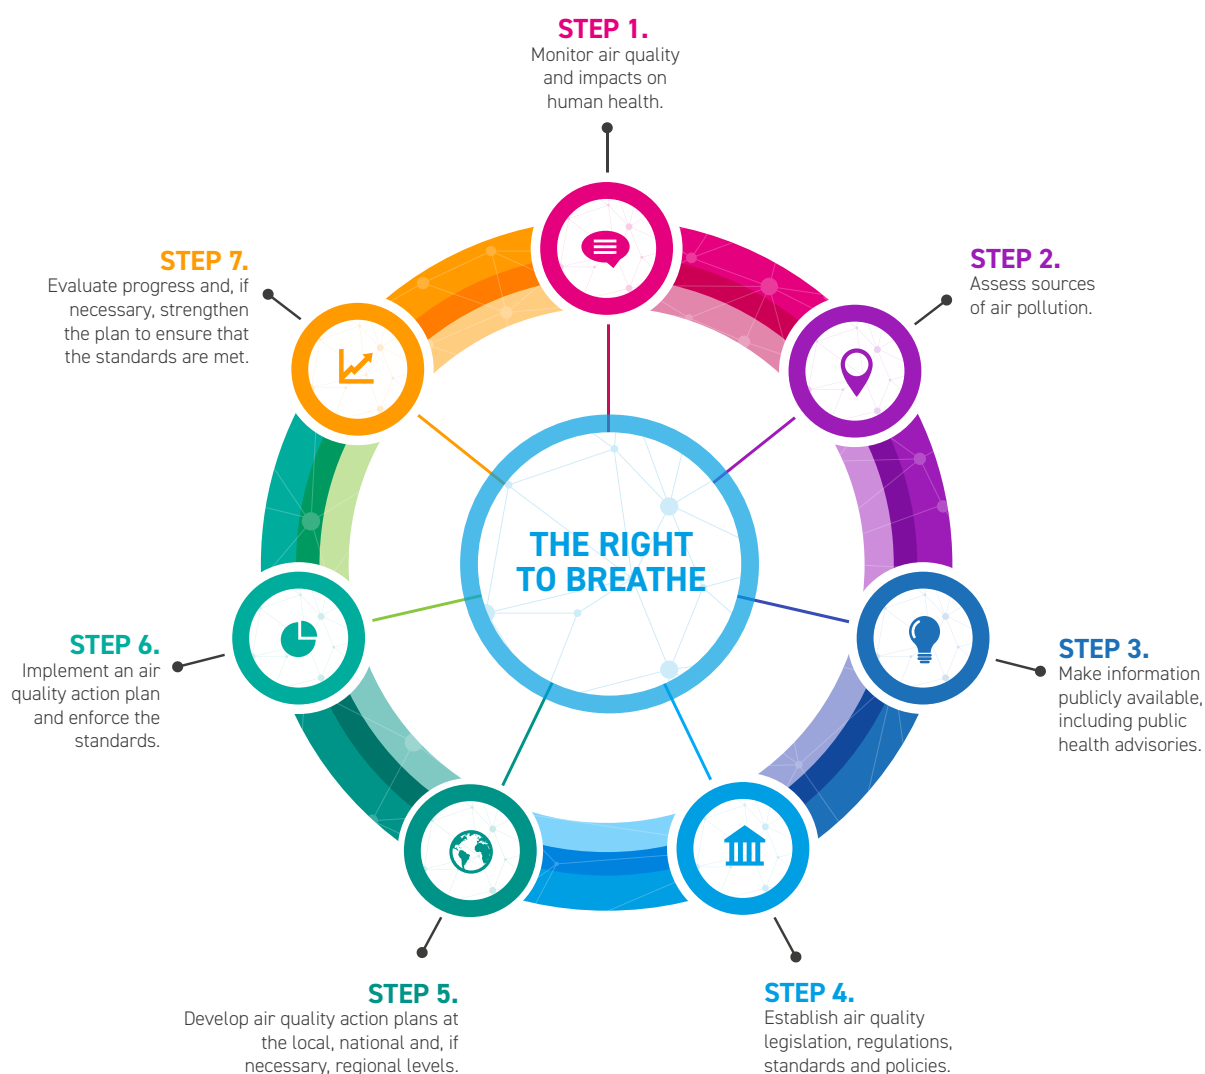 STEP 1.
Monitor air quality
and impacts on
human health.
STEP 2.
Assess sources
of air pollution.
STEP 3.
Make information
publicly available,
including public
health advisories.
STEP 4.
Establish air quality
legislation, regulations,
standards and policies.
STEP 5.
Develop air quality action plans at
the local, national and, if
necessary, regional levels.
STEP 6.
Implement an air
quality action plan
and enforce the
standards.
STEP 7.
Evaluate progress and, if
necessary, strengthen
the plan to ensure that
the standards are met.
THE RIGHT
TO BREATHE